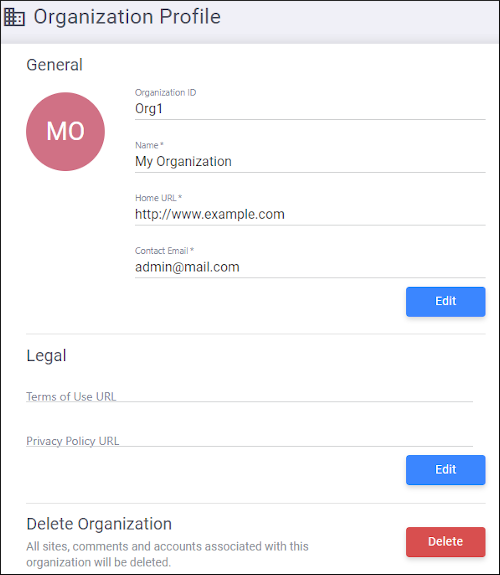 Organization Profile
General
MO
Organization ID
Org1
Name *
My Organization
Home URL *
http://www.example.com
Contact Email *
admin@mail.com
Edit
Legal
Terms of Use URL
Privacy Policy URL
Edit
Delete Organization
All sites, comments and accounts associated with this
organization will be deleted.
Delete